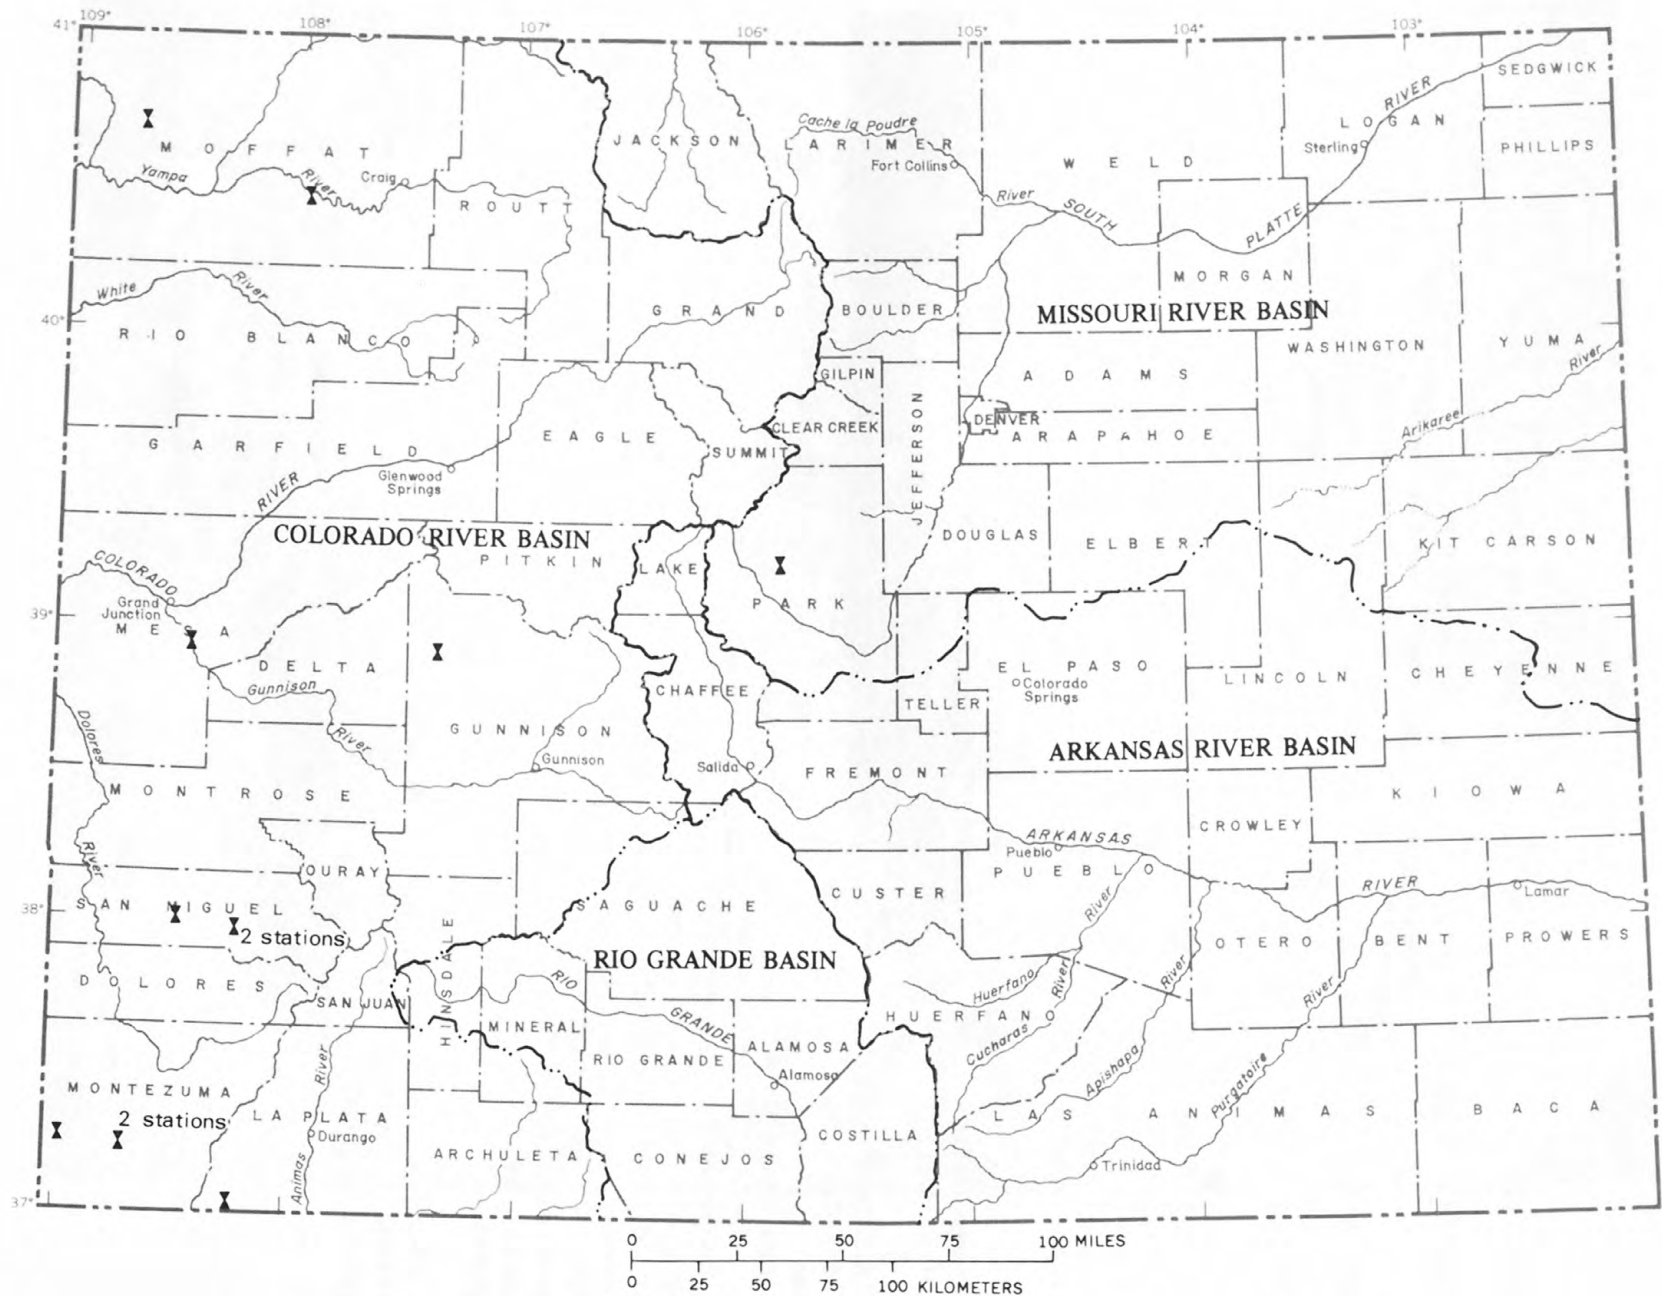 109°
108°
107°
106°
105°
104°
103°
41°
SEDGWICK
RIVER
LOGAN
Sterling
PHILLIPS
JACKSON
Cache la Poudre
LARIMER
Fort Collins
WELD
MOFFAT
Yampa
River
Craig
ROUTT
River
SOUTH
PLATTE
MORGAN
White
River
40°
RIO BLANCO
GRAND
BOULDER
MISSOURI RIVER BASIN
WASHINGTON
YUMA
River
GILPIN
ADAMS
JEFFERSON
DENVER
CLEAR CREEK
ARAPAHOE
Arikaree
GARFIELD
EAGLE
SUMMIT
Glenwood
Springs
RIVER
COLORADO RIVER BASIN
PITKIN
DOUGLAS
ELBERT
KIT CARSON
COLORADO
LAKE
PARK
Grand
Junction
39°
MESA
DELTA
EL PASO
Colorado
Springs
LINCOLN
CHEYENNE
Gunnison
CHAFFEE
TELLER
Dolores
River
GUNNISON
Gunnison
ARKANSAS RIVER BASIN
Salida
FREMONT
MONTROSE
KIOWA
CROWLEY
ARKANSAS
Pueblo
PUEBLO
River
OURAY
RIVER
Lamar
CUSTER
SAN MIGUEL
38°
SAGUACHE
River
2 stations
HINSDALE
RIO GRANDE BASIN
OTERO
BENT
PROWERS
DOLORES
SAN JUAN
RIO
GRANDE
Huerfano
River
River
River
HUERFANO
MINERAL
RIO GRANDE
ALAMOSA
Cucharas
Alamosa
Apishapa
Purgatoire
MONTEZUMA
River
2 stations
LA PLATA
Durango
LAS ANIMAS
BACA
COSTILLA
ARCHULETA
CONEJOS
Animas
Trinidad
37°
0 25 50 75 100 MILES
0 25 50 75 100 KILOMETERS